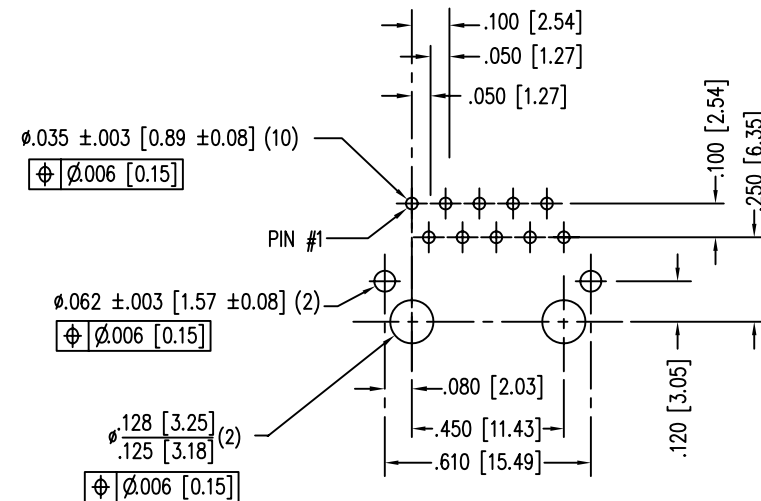 .100 [2.54]
.050 [1.27]
.050 [1.27]
.100 [2.54]
.250 [6.35]
ø.035 ±.003 [0.89 ±0.08] (10)
⌖ Ø.006 [0.15]
PIN #1
ø.062 ±.003 [1.57 ±0.08] (2)
⌖ Ø.006 [0.15]
.080 [2.03]
.120 [3.05]
.128 [3.25]
ø (2)
.125 [3.18]
.450 [11.43]
.610 [15.49]
⌖ Ø.006 [0.15]